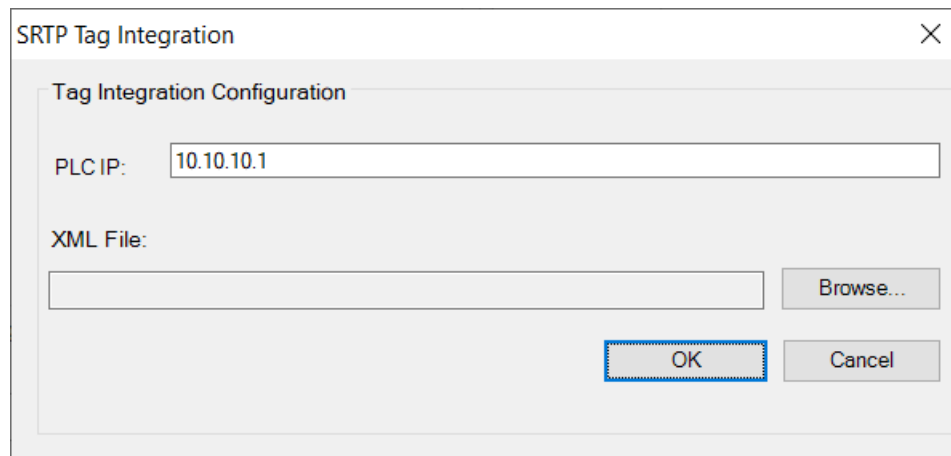 SRTP Tag Integration
Tag Integration Configuration
PLC IP: 10.10.10.1
XML File:
Browse...
OK Cancel